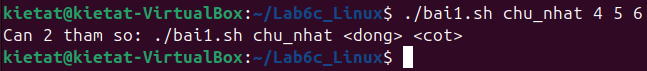 kietat@kietat-VirtualBox:~/Lab6c_Linux$ ./bai1.sh chu_nhat 4 5 6
Can 2 tham so: ./bai1.sh chu_nhat <dong> <cot>
kietat@kietat-VirtualBox:~/Lab6c_Linux$